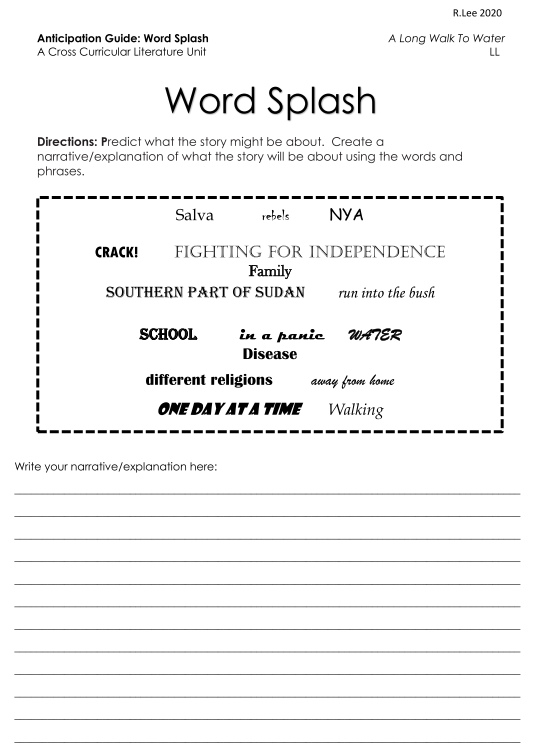 R.Lee 2020
Anticipation Guide: Word Splash A Long Walk To Water
A Cross Curricular Literature Unit LL
Word Splash
Directions: Predict what the story might be about. Create a
narrative/explanation of what the story will be about using the words and
phrases.
Salva rebels NYA
CRACK! FIGHTING FOR INDEPENDENCE
Family
SOUTHERN PART OF SUDAN run into the bush
SCHOOL in a panic WATER
Disease
different religions away from home
ONE DAY AT A TIME Walking
Write your narrative/explanation here: